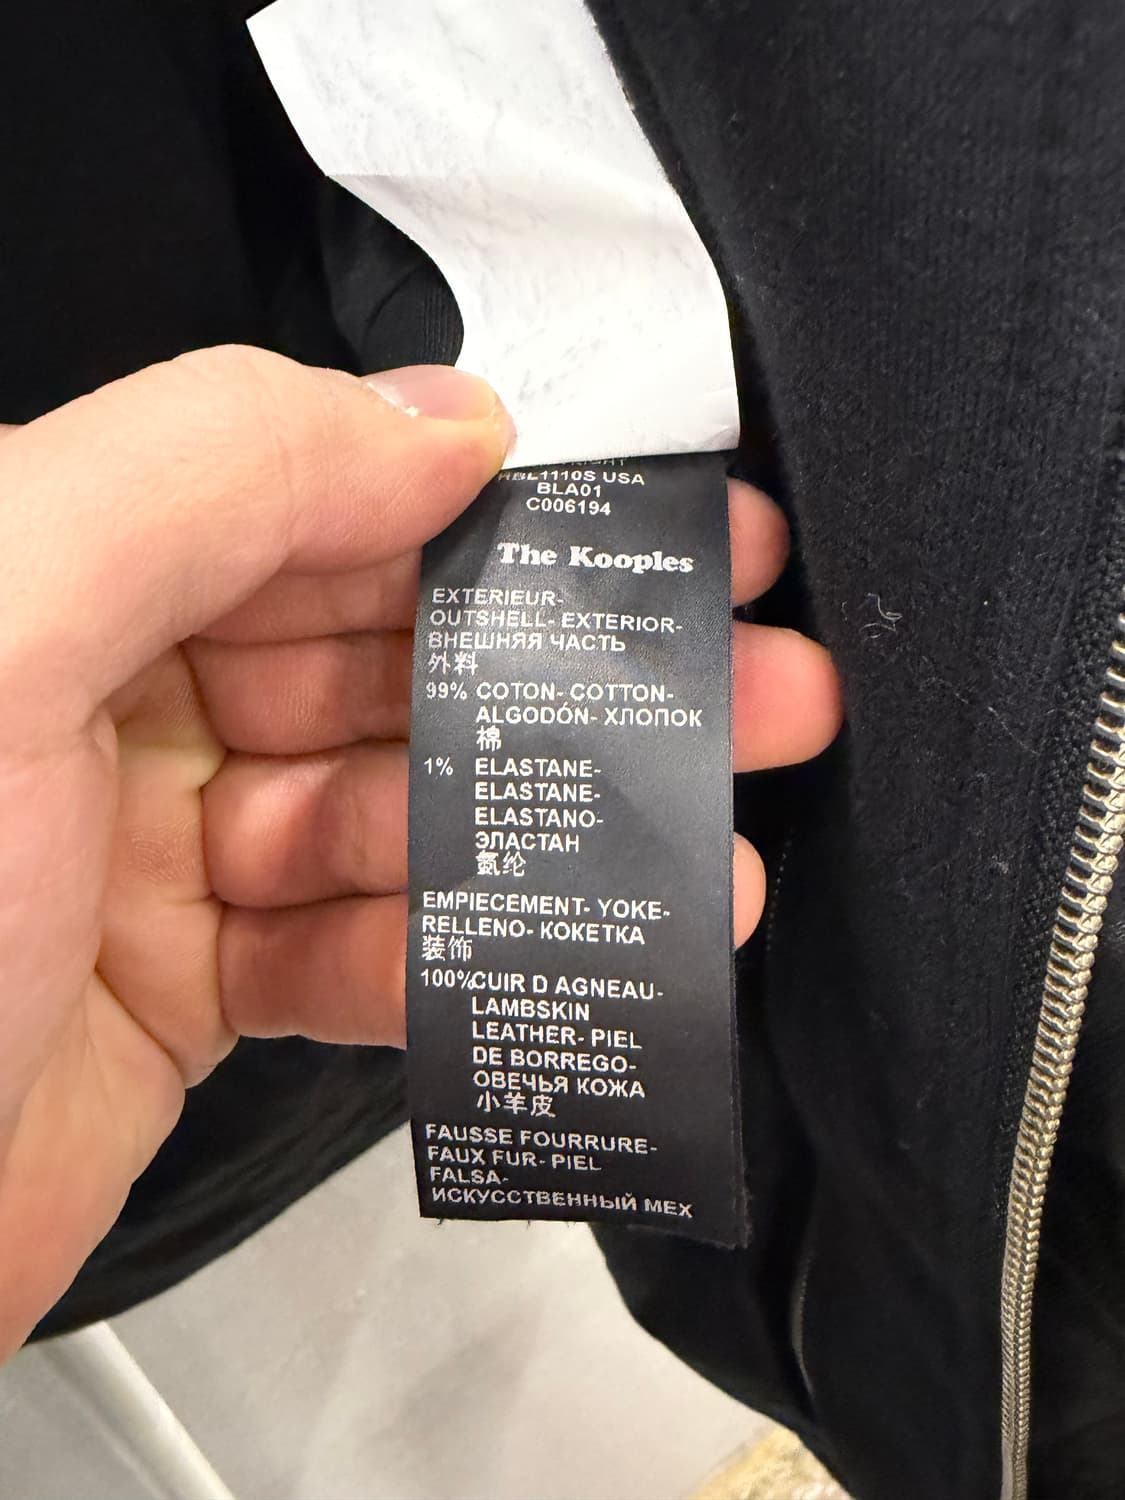 HBL1110S USA
BLA01
C006194
The Kooples
EXTERIEUR-
OUTSHELL- EXTERIOR-
ВНЕШНЯЯ ЧАСТЬ
外料
99% COTON- COTTON-
ALGODÓN- ХЛОПОК
棉
1% ELASTANE-
ELASTANE-
ELASTANO-
ЭЛАСТАН
氨纶
EMPIECEMENT- YOKE-
RELLENO- КОКЕТКА
装饰
100%CUIR D AGNEAU-
LAMBSKIN
LEATHER- PIEL
DE BORREGO-
ОВЕЧЬЯ КОЖА
小羊皮
FAUSSE FOURRURE-
FAUX FUR- PIEL
FALSA-
ИСКУССТВЕННЫЙ МЕХ